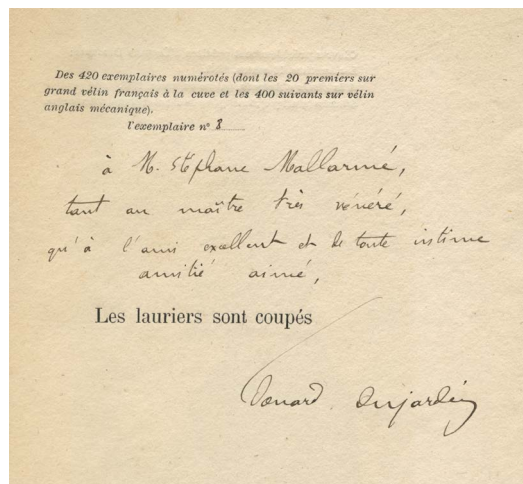 Des 420 exemplaires numérotés (dont les 20 premiers sur
grand vélin français à la cuve et les 400 suivants sur vélin
anglais mécanique).
l'exemplaire nº 8
à M. Stéphane Mallarmé,
tant au maître très vénéré,
qu'à l'ami excellent et de toute intime
amitié aimé,
Les lauriers sont coupés
Édouard Dujardin